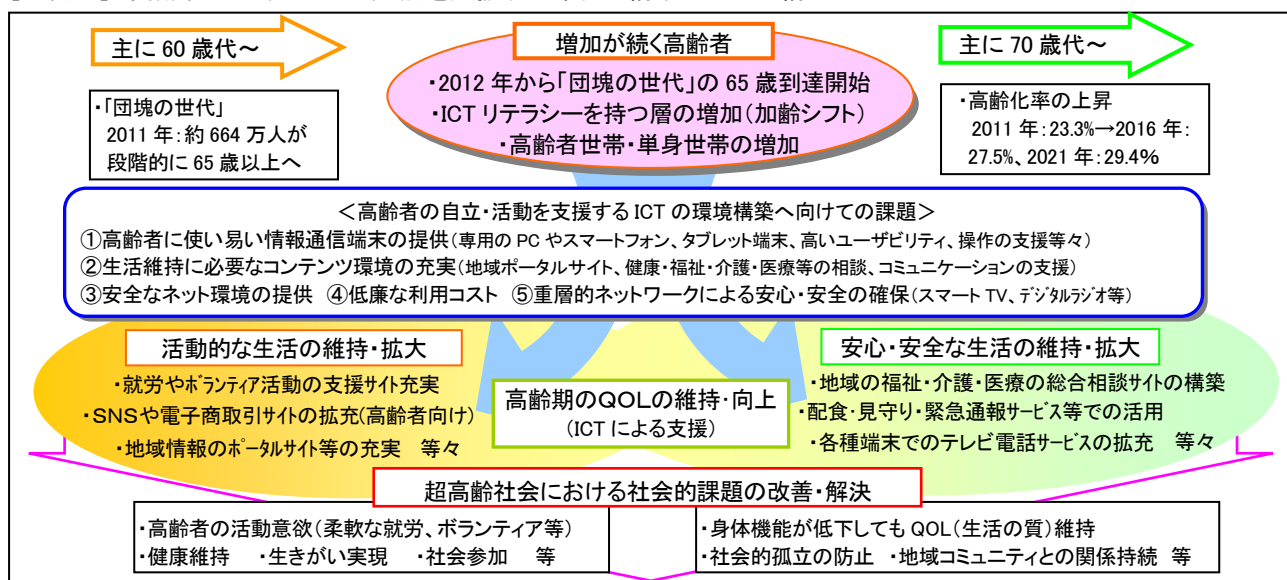 主に 60 歳代～
増加が続く高齢者
主に 70 歳代～
・2012 年から「団塊の世代」の 65 歳到達開始
・ICT リテラシーを持つ層の増加（加齢シフト）
・高齢者世帯・単身世帯の増加
・「団塊の世代」
2011 年：約 664 万人が
段階的に 65 歳以上へ
・高齢化率の上昇
2011 年：23.3%→2016 年：
27.5%、2021 年：29.4％
＜高齢者の自立・活動を支援する ICT の環境構築へ向けての課題＞
①高齢者に使い易い情報通信端末の提供（専用の PC やスマートフォン、タブレット端末、高いユーザビリティ、操作の支援等々）
②生活維持に必要なコンテンツ環境の充実（地域ポータルサイト、健康・福祉・介護・医療等の相談、コミュニケーションの支援）
③安全なネット環境の提供 ④低廉な利用コスト ⑤重層的ネットワークによる安心・安全の確保（スマート TV、デジタルラジオ等）
活動的な生活の維持・拡大
・就労やボランティア活動の支援サイト充実
・SNSや電子商取引サイトの拡充（高齢者向け）
・地域情報のポータルサイト等の充実 等々
高齢期のQOLの維持・向上
（ICT による支援）
安心・安全な生活の維持・拡大
・地域の福祉・介護・医療の総合相談サイトの構築
・配食・見守り・緊急通報サービス等での活用
・各種端末でのテレビ電話サービスの拡充 等々
超高齢社会における社会的課題の改善・解決
・高齢者の活動意欲（柔軟な就労、ボランティア等）
・健康維持 ・生きがい実現 ・社会参加 等
・身体機能が低下しても QOL（生活の質）維持
・社会的孤立の防止 ・地域コミュニティとの関係持続 等